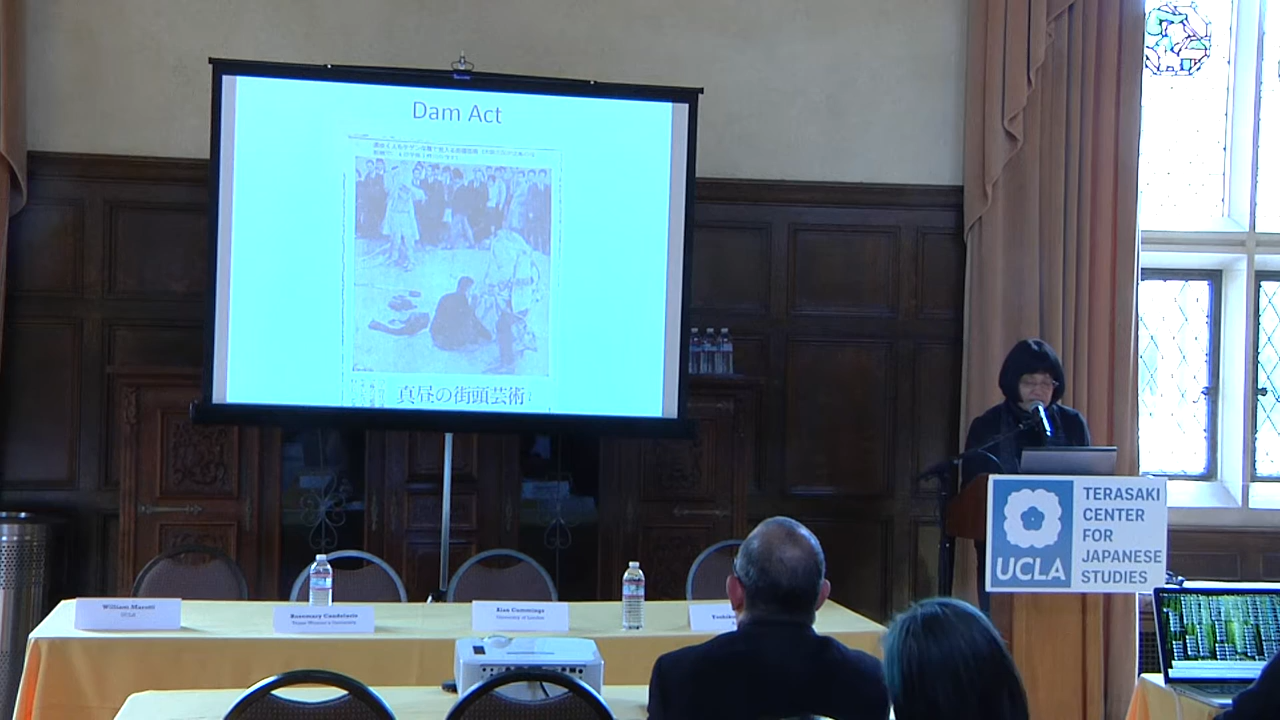 Dam Act
真昼の街頭芸術
TERASAKI
CENTER
FOR
JAPANESE
STUDIES
UCLA
William Marotti
UCLA
Rosemary Candelario
Texas Woman's University
Alan Cummings
University of London